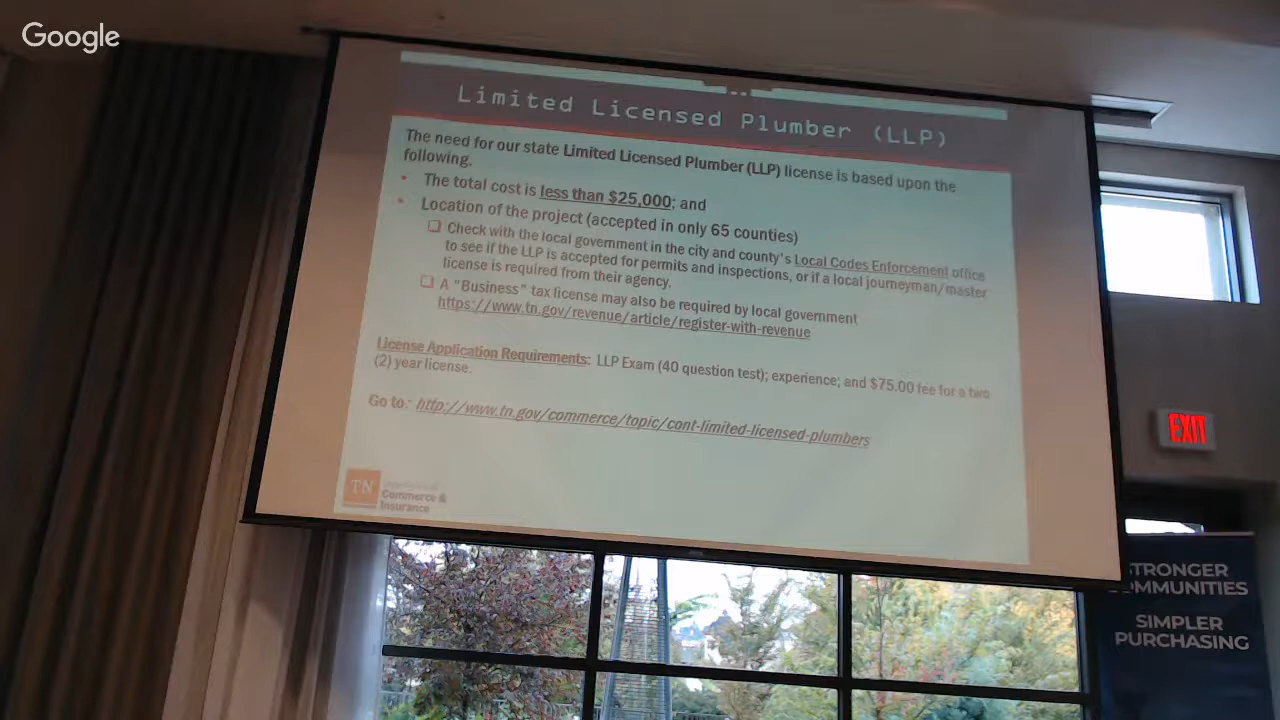 Google
Limited Licensed Plumber (LLP)
The need for our state Limited Licensed Plumber (LLP) license is based upon the
following.
• The total cost is less than $25,000; and
• Location of the project (accepted in only 65 counties)
❑ Check with the local government in the city and county's Local Codes Enforcement office
to see if the LLP is accepted for permits and inspections, or if a local journeyman/master
license is required from their agency.
❑ A "Business" tax license may also be required by local government
https://www.tn.gov/revenue/article/register-with-revenue
License Application Requirements: LLP Exam (40 question test); experience; and $75.00 fee for a two
(2) year license.
Go to: http://www.tn.gov/commerce/topic/cont-limited-licensed-plumbers
TN
Commerce &
Insurance
EXIT
STRONGER
COMMUNITIES
SIMPLER
PURCHASING